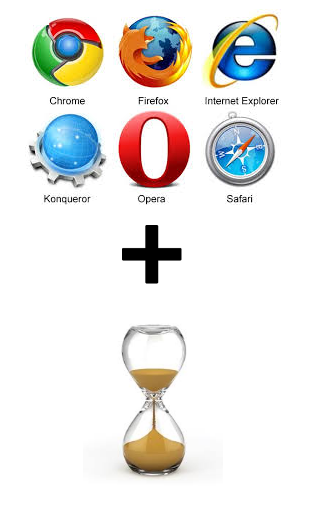 Chrome
Firefox
Internet Explorer
Konqueror
Opera
Safari